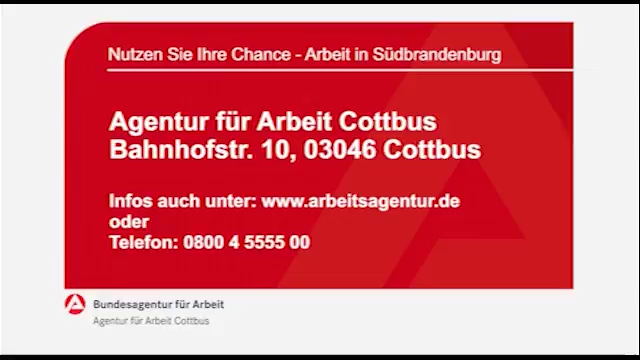 Nutzen Sie Ihre Chance - Arbeit in Südbrandenburg
Agentur für Arbeit Cottbus
Bahnhofstr. 10, 03046 Cottbus
Infos auch unter: www.arbeitsagentur.de
oder
Telefon: 0800 4 5555 00
Bundesagentur für Arbeit
Agentur für Arbeit Cottbus